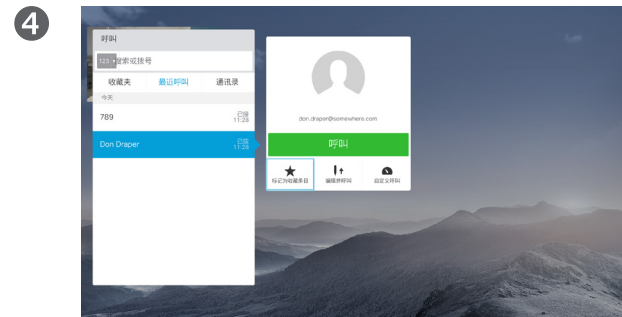 4
呼叫
123 搜索或拨号
收藏夹 最近呼叫 通讯录
今天
789 已接 11:28
Don Draper 已拨 11:28
don.draper@somewhere.com
呼叫
标记为收藏条目 编辑并呼叫 自定义呼叫